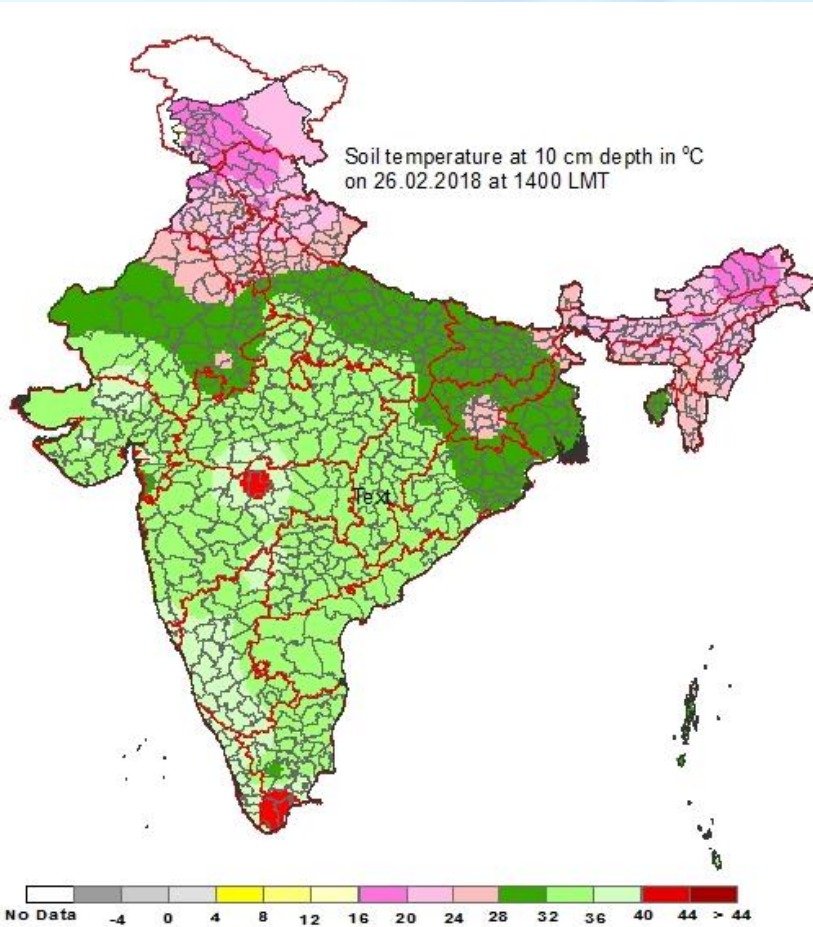 Soil temperature at 10 cm depth in °C
on 26.02.2018 at 1400 LMT
Text
No Data -4 0 4 8 12 16 20 24 28 32 36 40 44 > 44